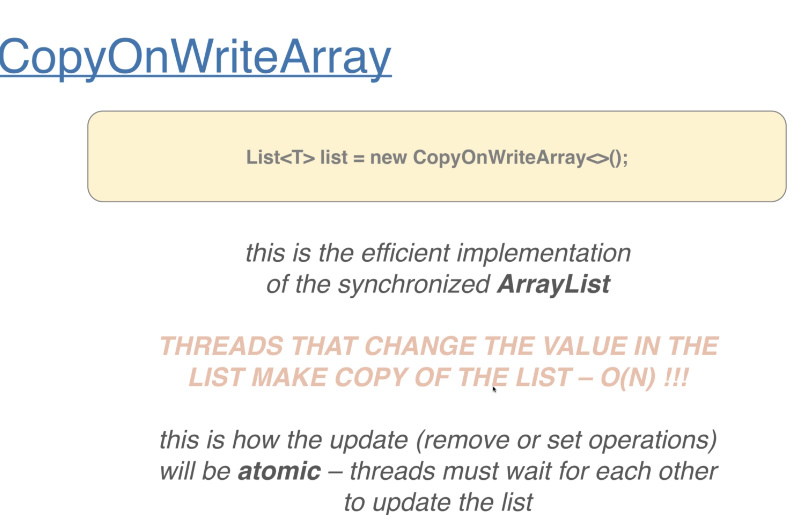 CopyOnWriteArray
List<T> list = new CopyOnWriteArray<>();
this is the efficient implementation
of the synchronized ArrayList
THREADS THAT CHANGE THE VALUE IN THE
LIST MAKE COPY OF THE LIST – O(N) !!!
this is how the update (remove or set operations)
will be atomic – threads must wait for each other
to update the list